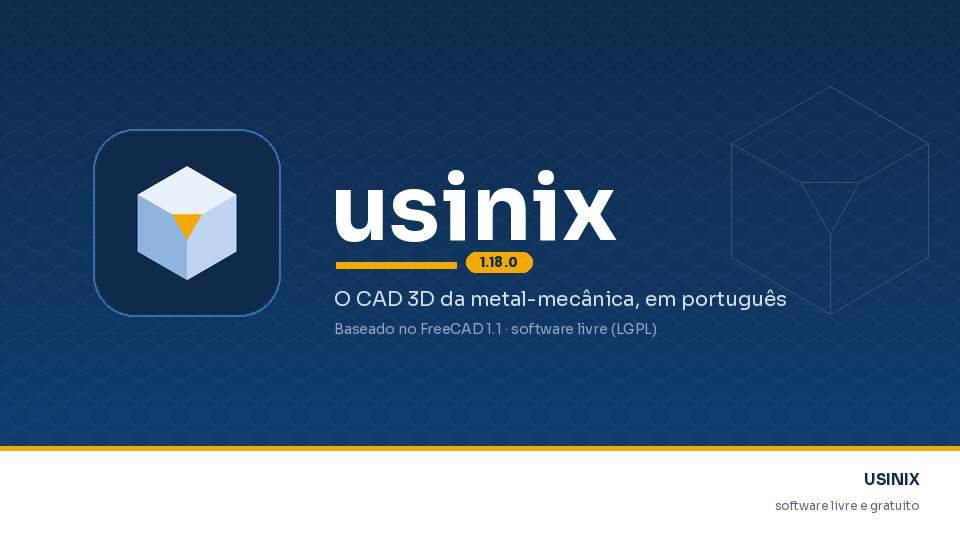 usinix
1.18.0
O CAD 3D da metal-mecânica, em português
Baseado no FreeCAD 1.1 · software livre (LGPL)
USINIX
software livre e gratuito